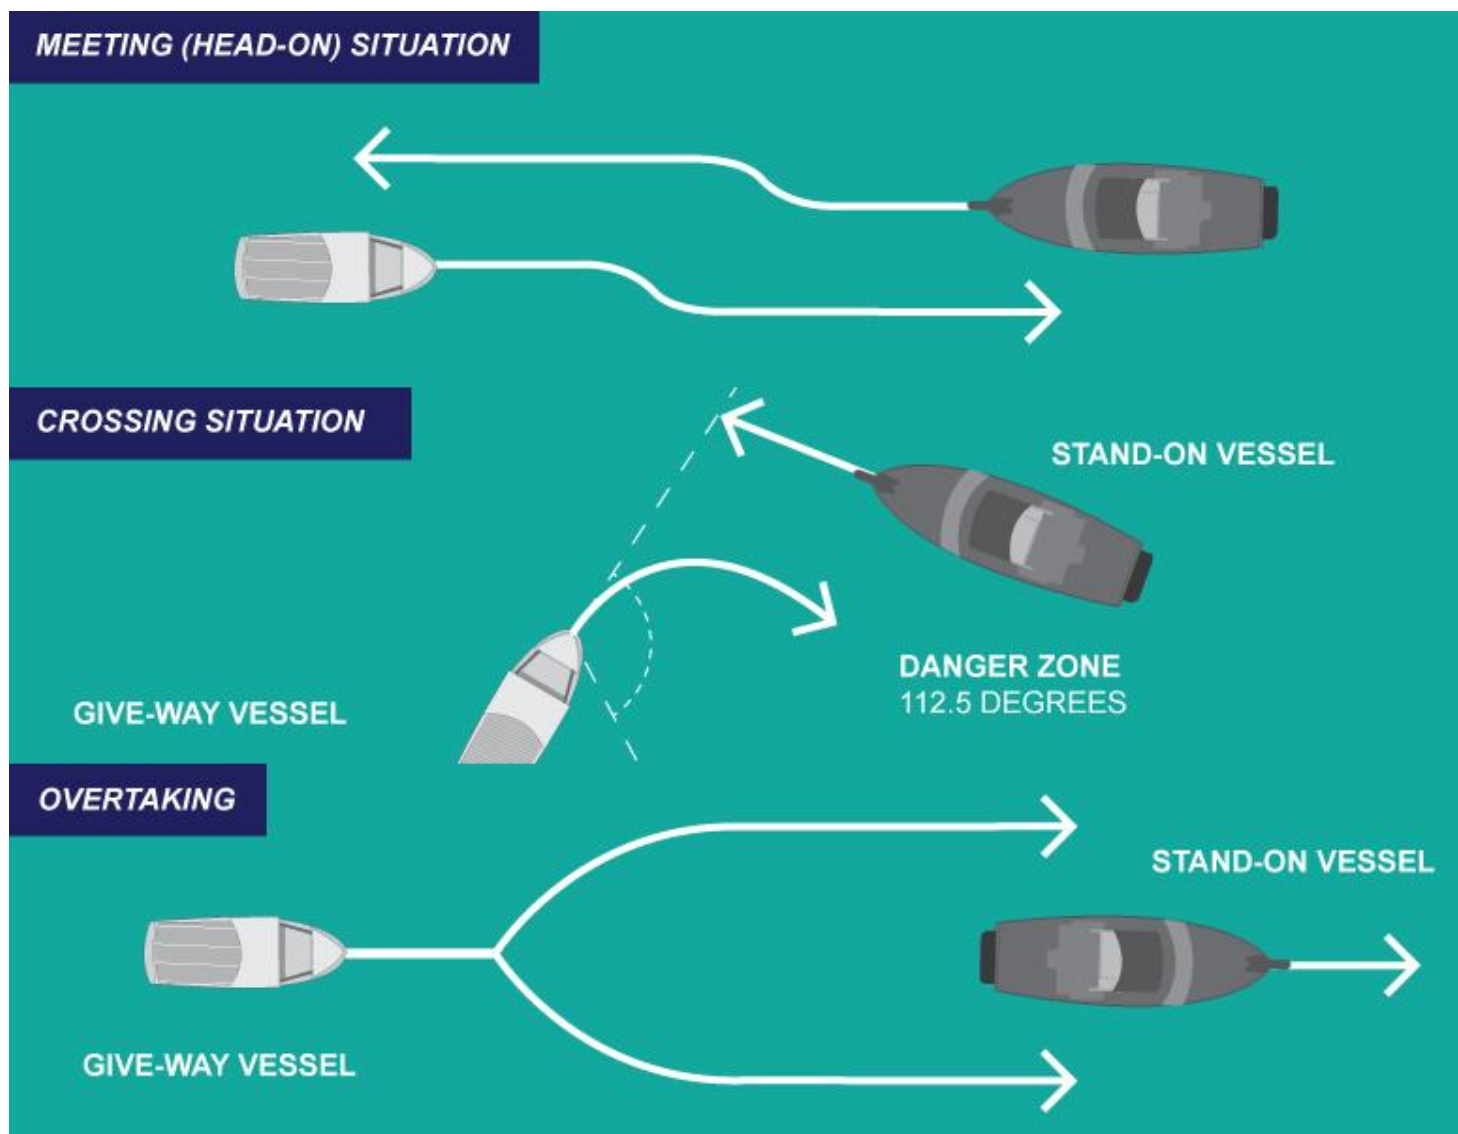 MEETING (HEAD-ON) SITUATION
CROSSING SITUATION
STAND-ON VESSEL
DANGER ZONE
112.5 DEGREES
GIVE-WAY VESSEL
OVERTAKING
STAND-ON VESSEL
GIVE-WAY VESSEL